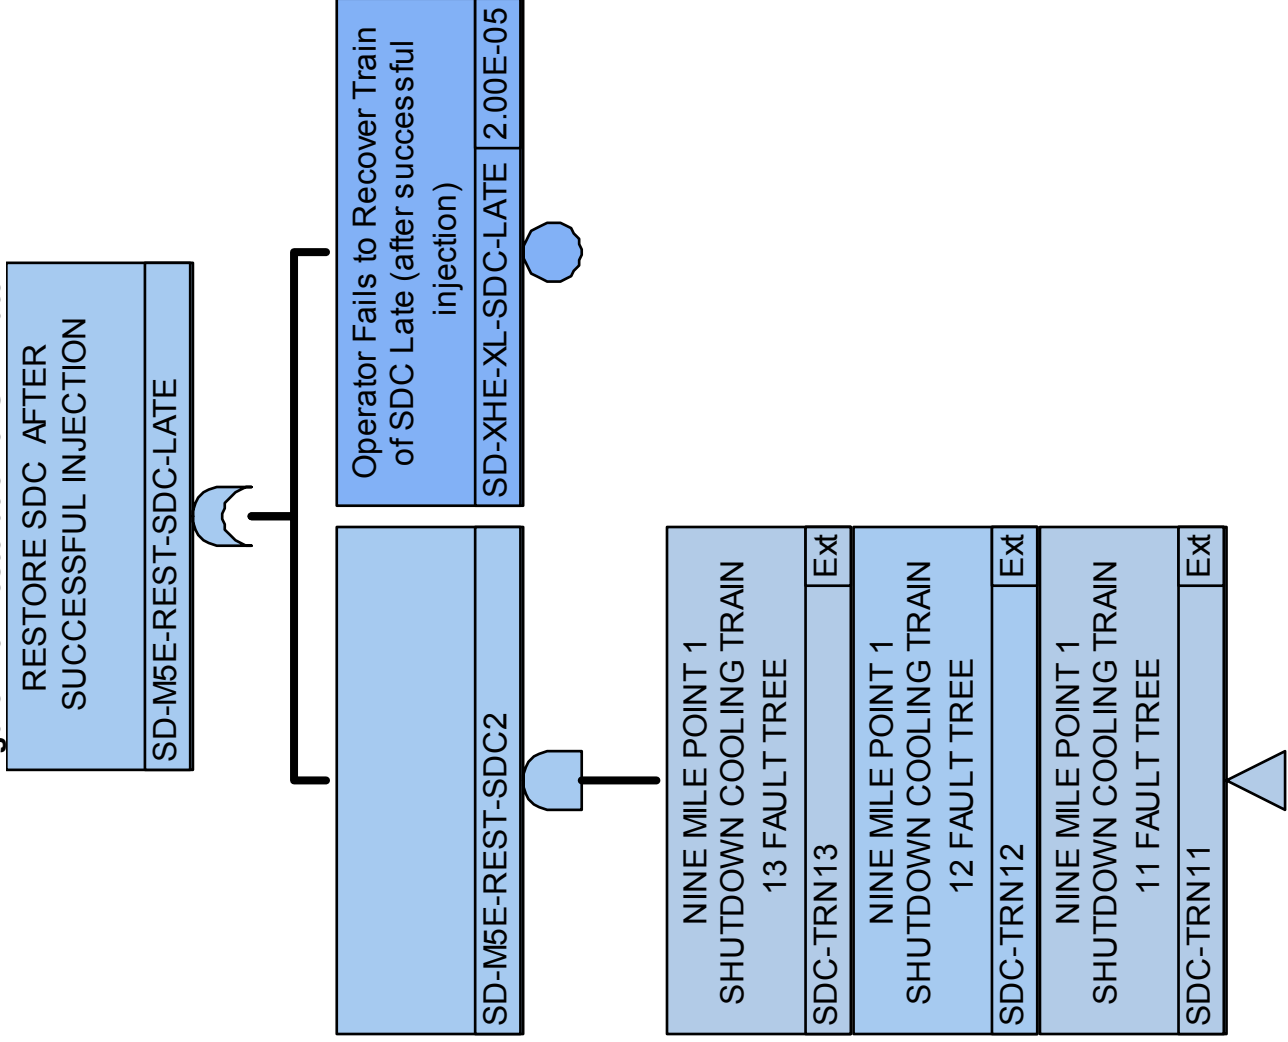 RESTORE SDC AFTER
SUCCESSFUL INJECTION
SD-M5E-REST-SDC-LATE
SD-M5E-REST-SDC2
Operator Fails to Recover Train
of SDC Late (after successful
injection)
SD-XHE-XL-SDC-LATE 2.00E-05
NINE MILE POINT 1
SHUTDOWN COOLING TRAIN
13 FAULT TREE
SDC-TRN13 Ext
NINE MILE POINT 1
SHUTDOWN COOLING TRAIN
12 FAULT TREE
SDC-TRN12 Ext
NINE MILE POINT 1
SHUTDOWN COOLING TRAIN
11 FAULT TREE
SDC-TRN11 Ext